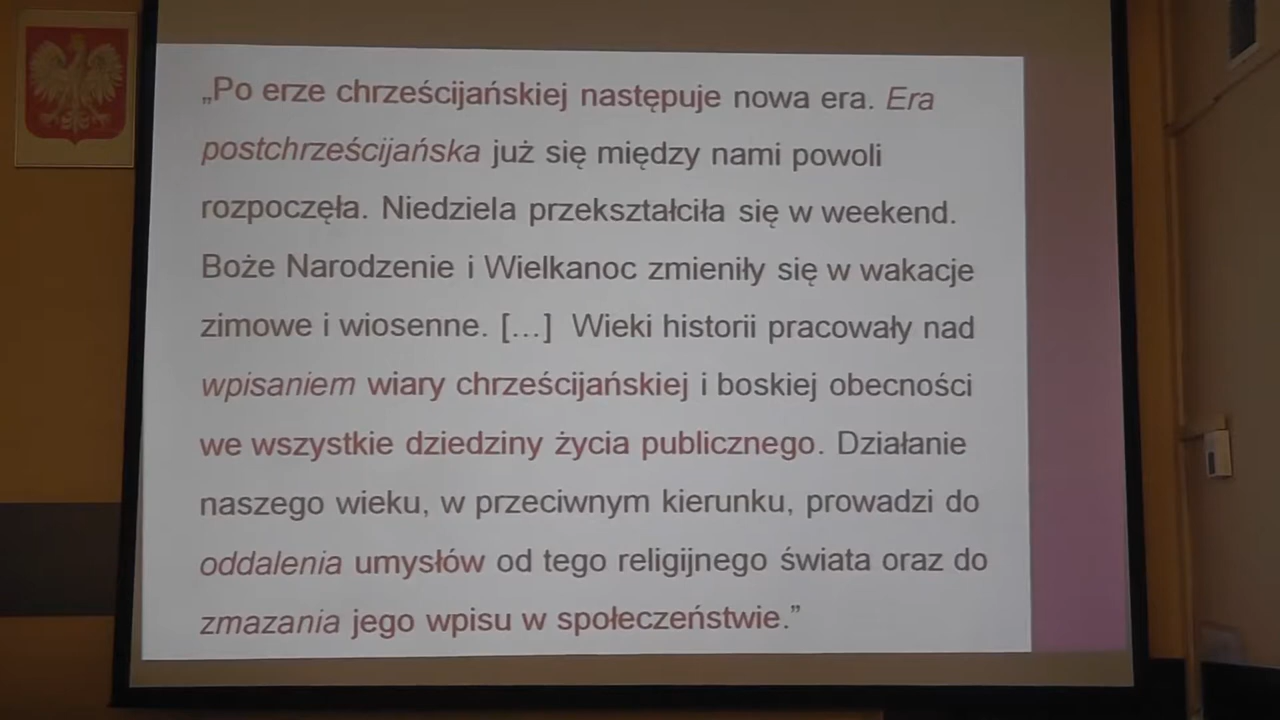 „Po erze chrześcijańskiej następuje nowa era. Era
postchrześcijańska już się między nami powoli
rozpoczęła. Niedziela przekształciła się w weekend.
Boże Narodzenie i Wielkanoc zmieniły się w wakacje
zimowe i wiosenne. […] Wieki historii pracowały nad
wpisaniem wiary chrześcijańskiej i boskiej obecności
we wszystkie dziedziny życia publicznego. Działanie
naszego wieku, w przeciwnym kierunku, prowadzi do
oddalenia umysłów od tego religijnego świata oraz do
zmazania jego wpisu w społeczeństwie.”